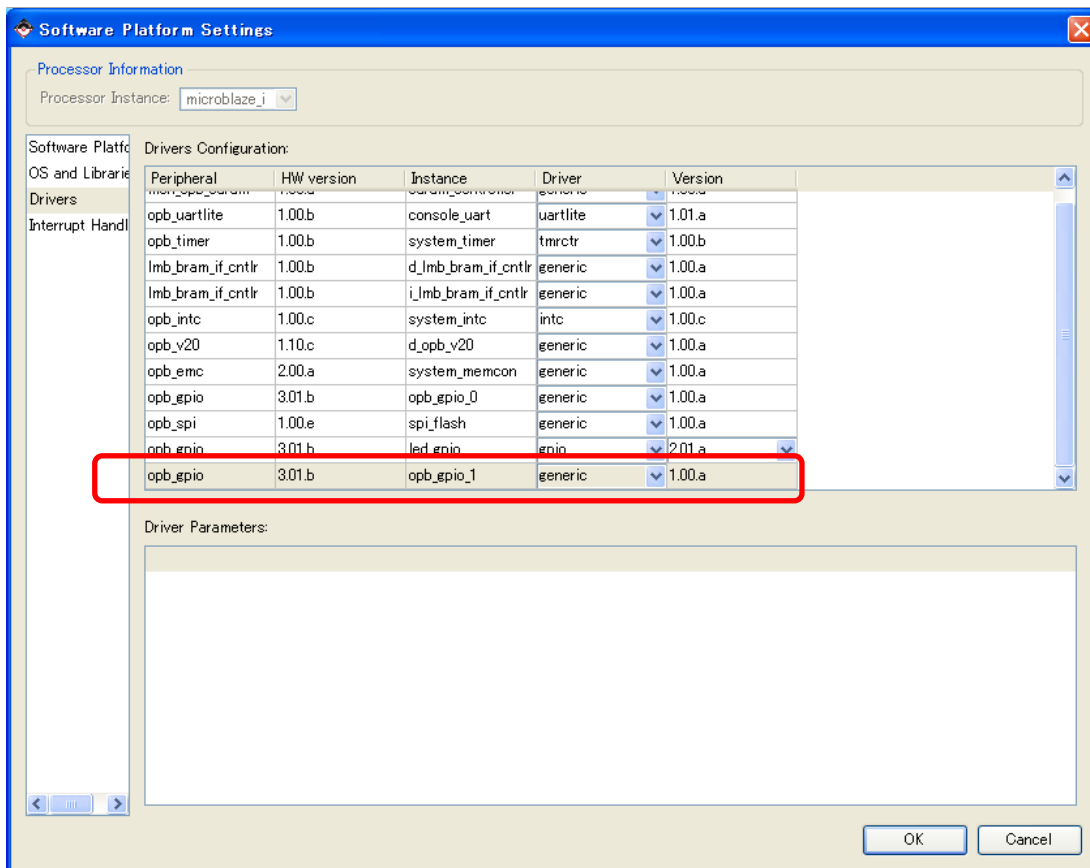 Software Platform Settings
Processor Information
Processor Instance: microblaze_i
Software Platfo
OS and Librarie
Drivers
Interrupt Handl
Drivers Configuration:
Peripheral HW version Instance Driver Version
opb_uartlite 1.00.b console_uart uartlite 1.01.a
opb_timer 1.00.b system_timer tmrctr 1.00.b
lmb_bram_if_cntlr 1.00.b d_lmb_bram_if_cntlr generic 1.00.a
lmb_bram_if_cntlr 1.00.b i_lmb_bram_if_cntlr generic 1.00.a
opb_intc 1.00.c system_intc intc 1.00.c
opb_v20 1.10.c d_opb_v20 generic 1.00.a
opb_emc 2.00.a system_memcon generic 1.00.a
opb_gpio 3.01.b opb_gpio_0 generic 1.00.a
opb_spi 1.00.e spi_flash generic 1.00.a
opb_gpio 3.01.b led_gpio gpio 2.01.a
opb_gpio 3.01.b opb_gpio_1 generic 1.00.a
Driver Parameters:
OK Cancel